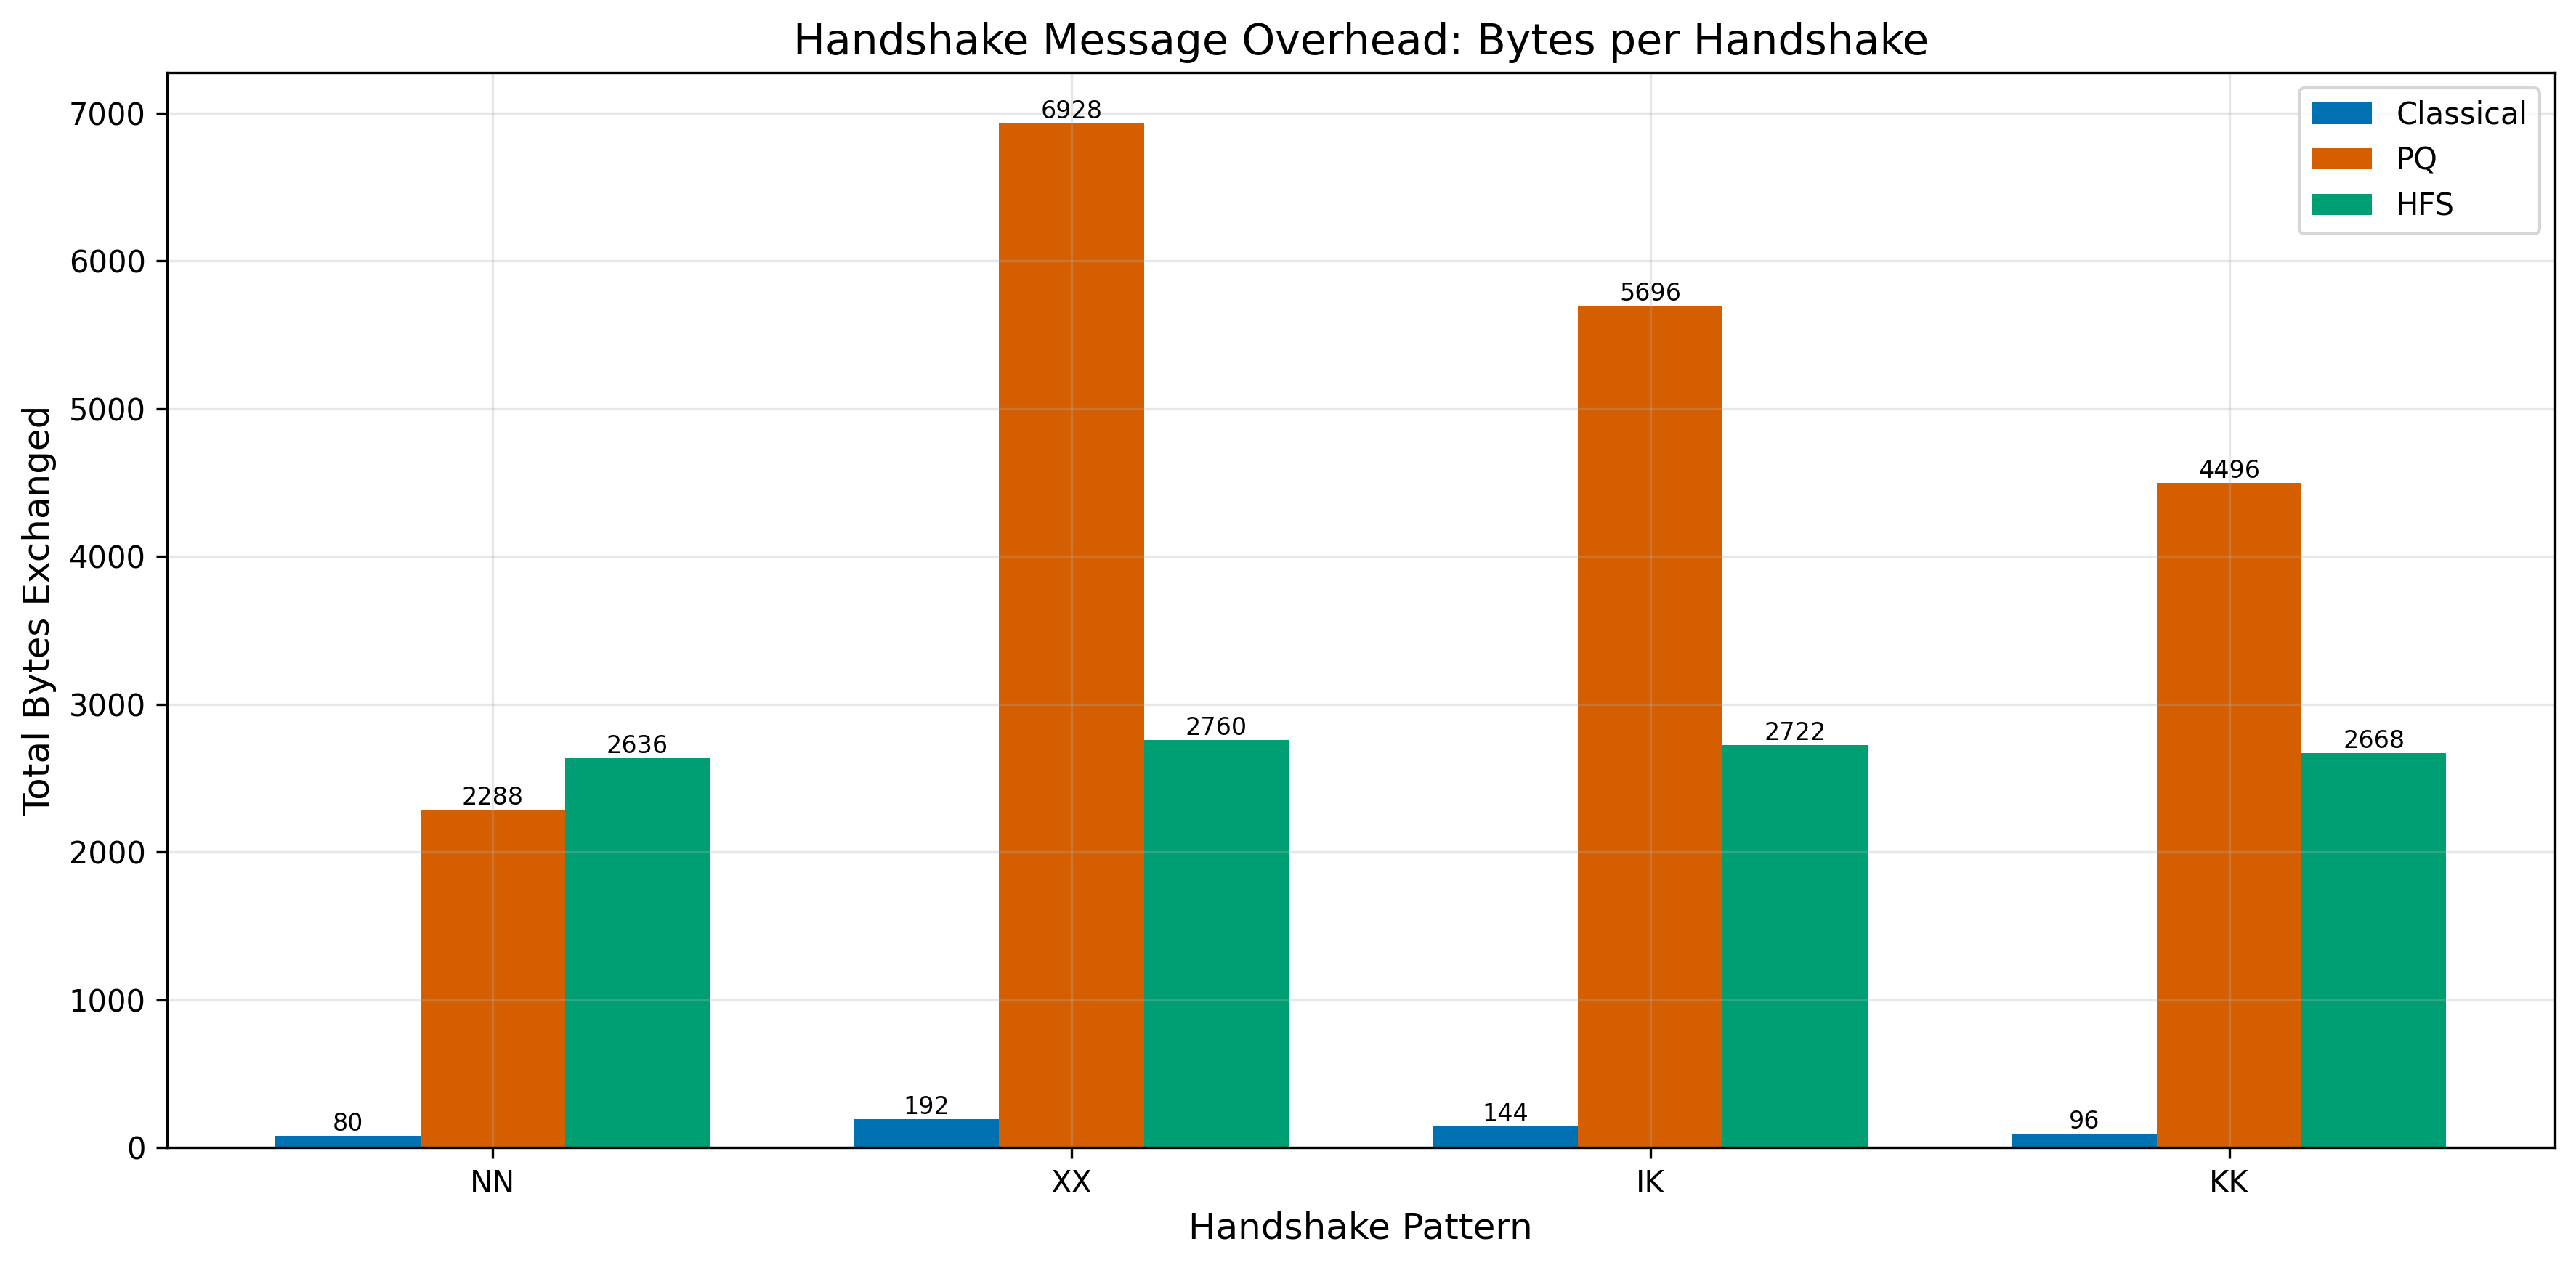 Handshake Message Overhead: Bytes per Handshake
Classical
PQ
HFS
Total Bytes Exchanged
7000
6000
5000
4000
3000
2000
1000
0
80
2288
2636
192
6928
2760
144
5696
2722
96
4496
2668
NN
XX
IK
KK
Handshake Pattern